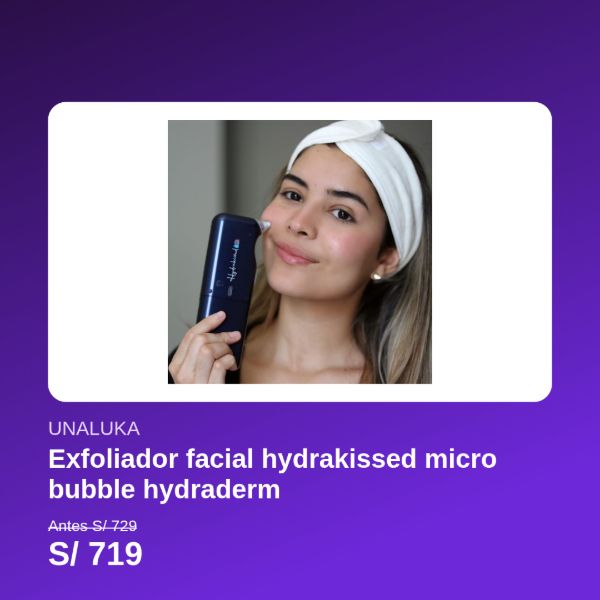 UNALUKA
Exfoliador facial hydrakissed micro
bubble hydraderm
Antes S/ 729
S/ 719